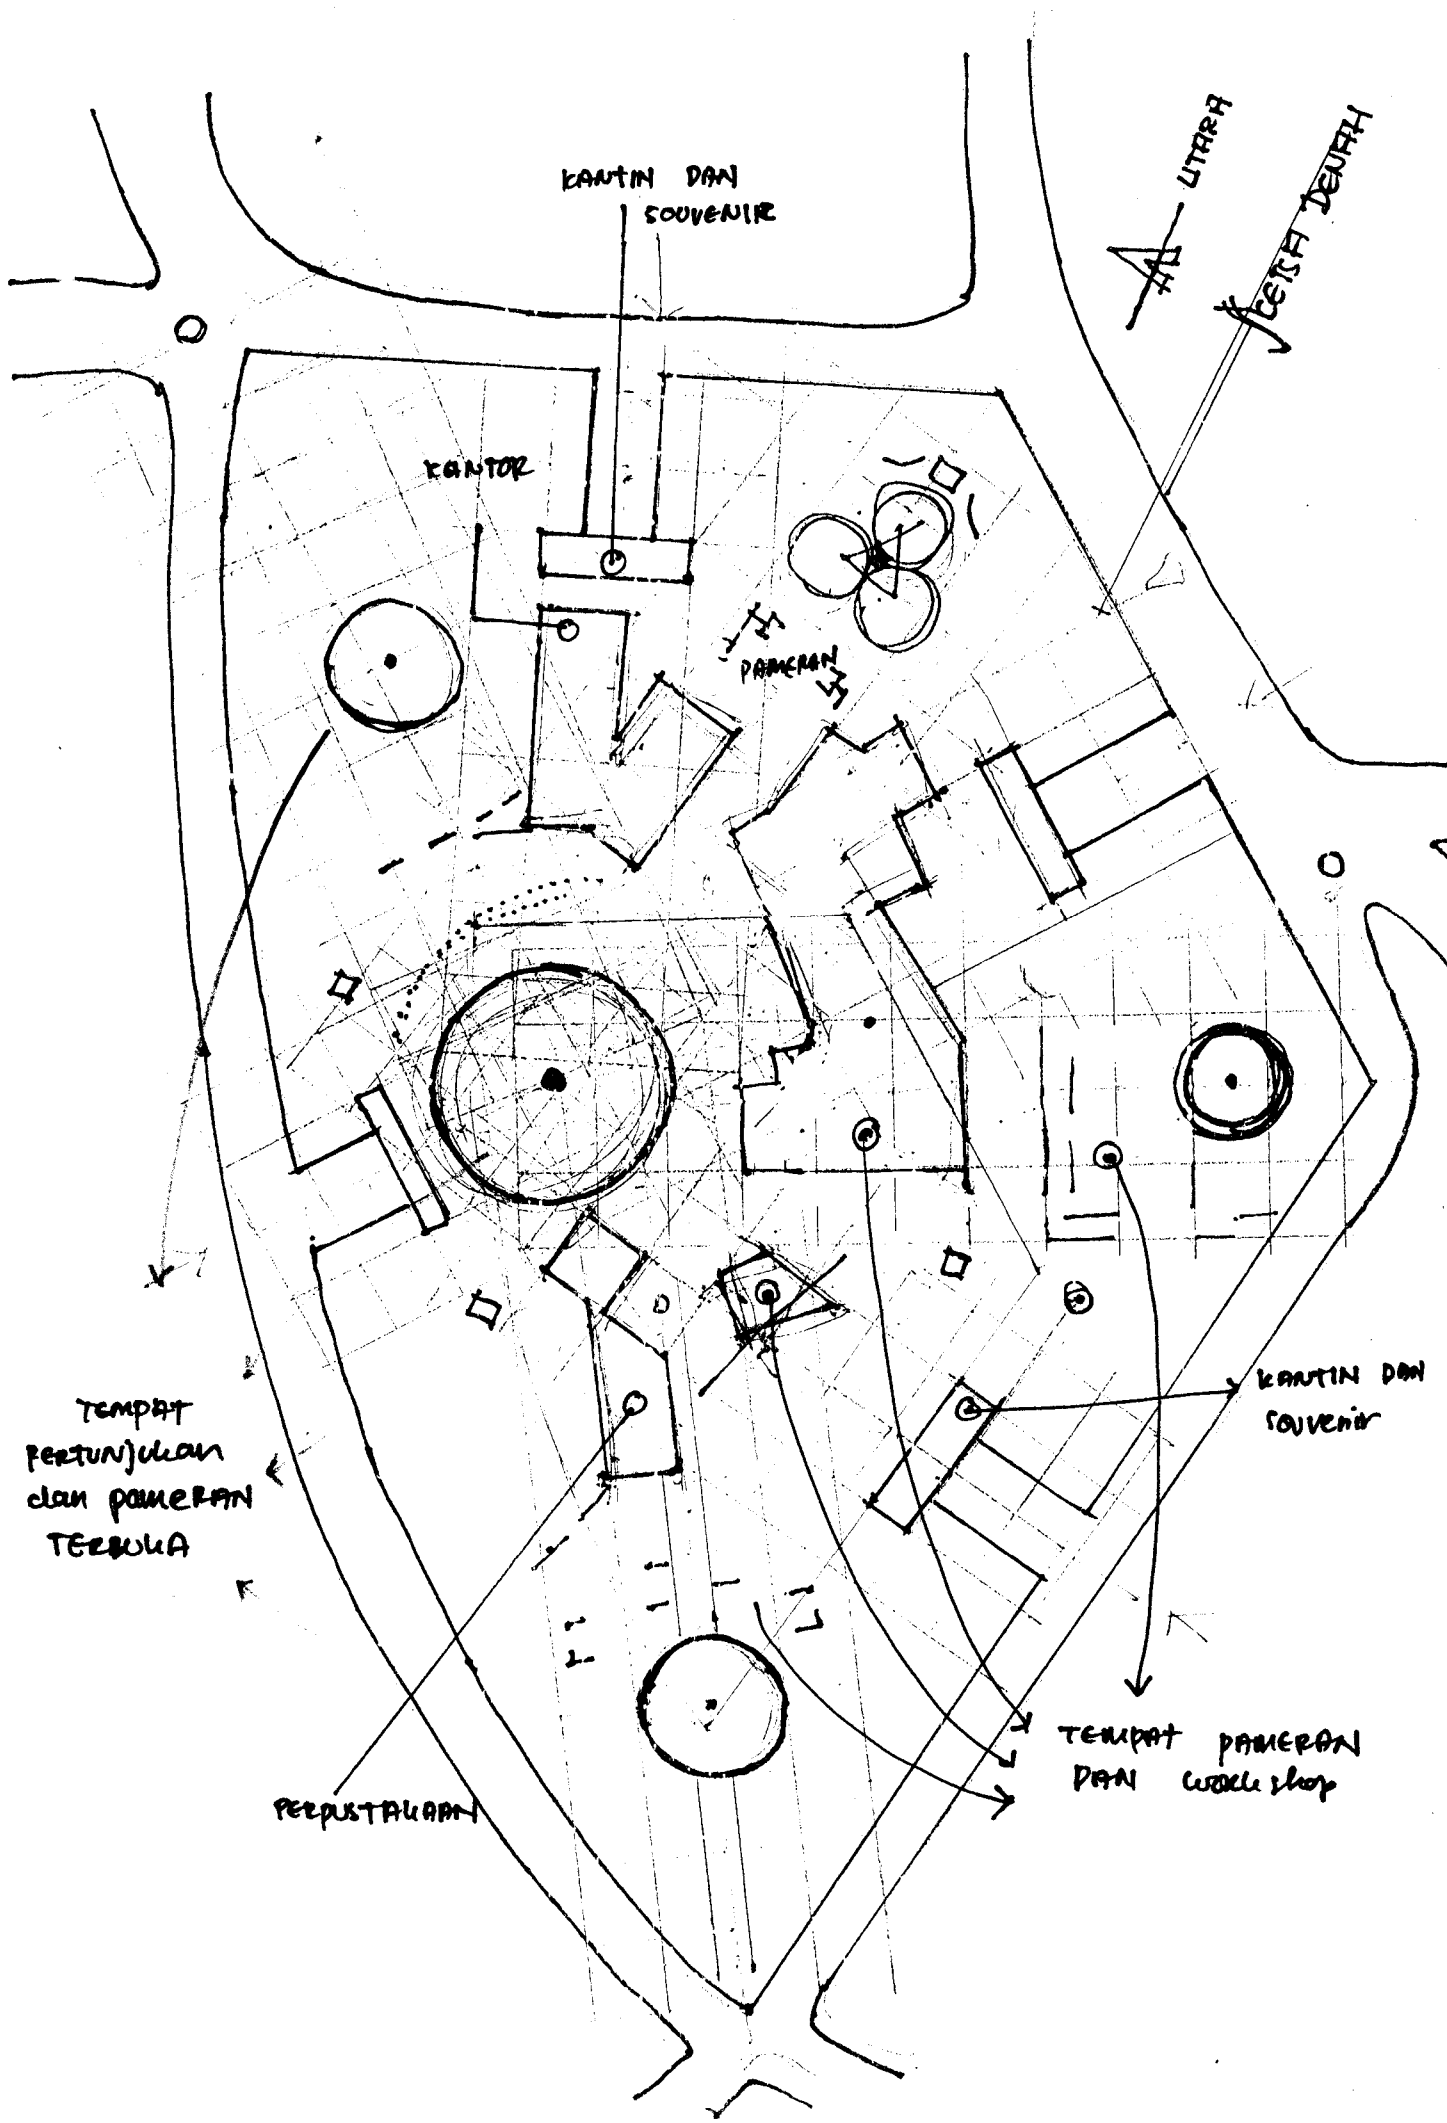 KANTIN DAN
SOUVENIR
UTARA
SCETSA DENAH
KANTOR
PAMERAN
TEMPAT
PERTUNJUKAN
dan PAMERAN
TERBUKA
KANTIN DAN
souvenir
TEMPAT PAMERAN
DAN workshop
PERPUSTAKAAN